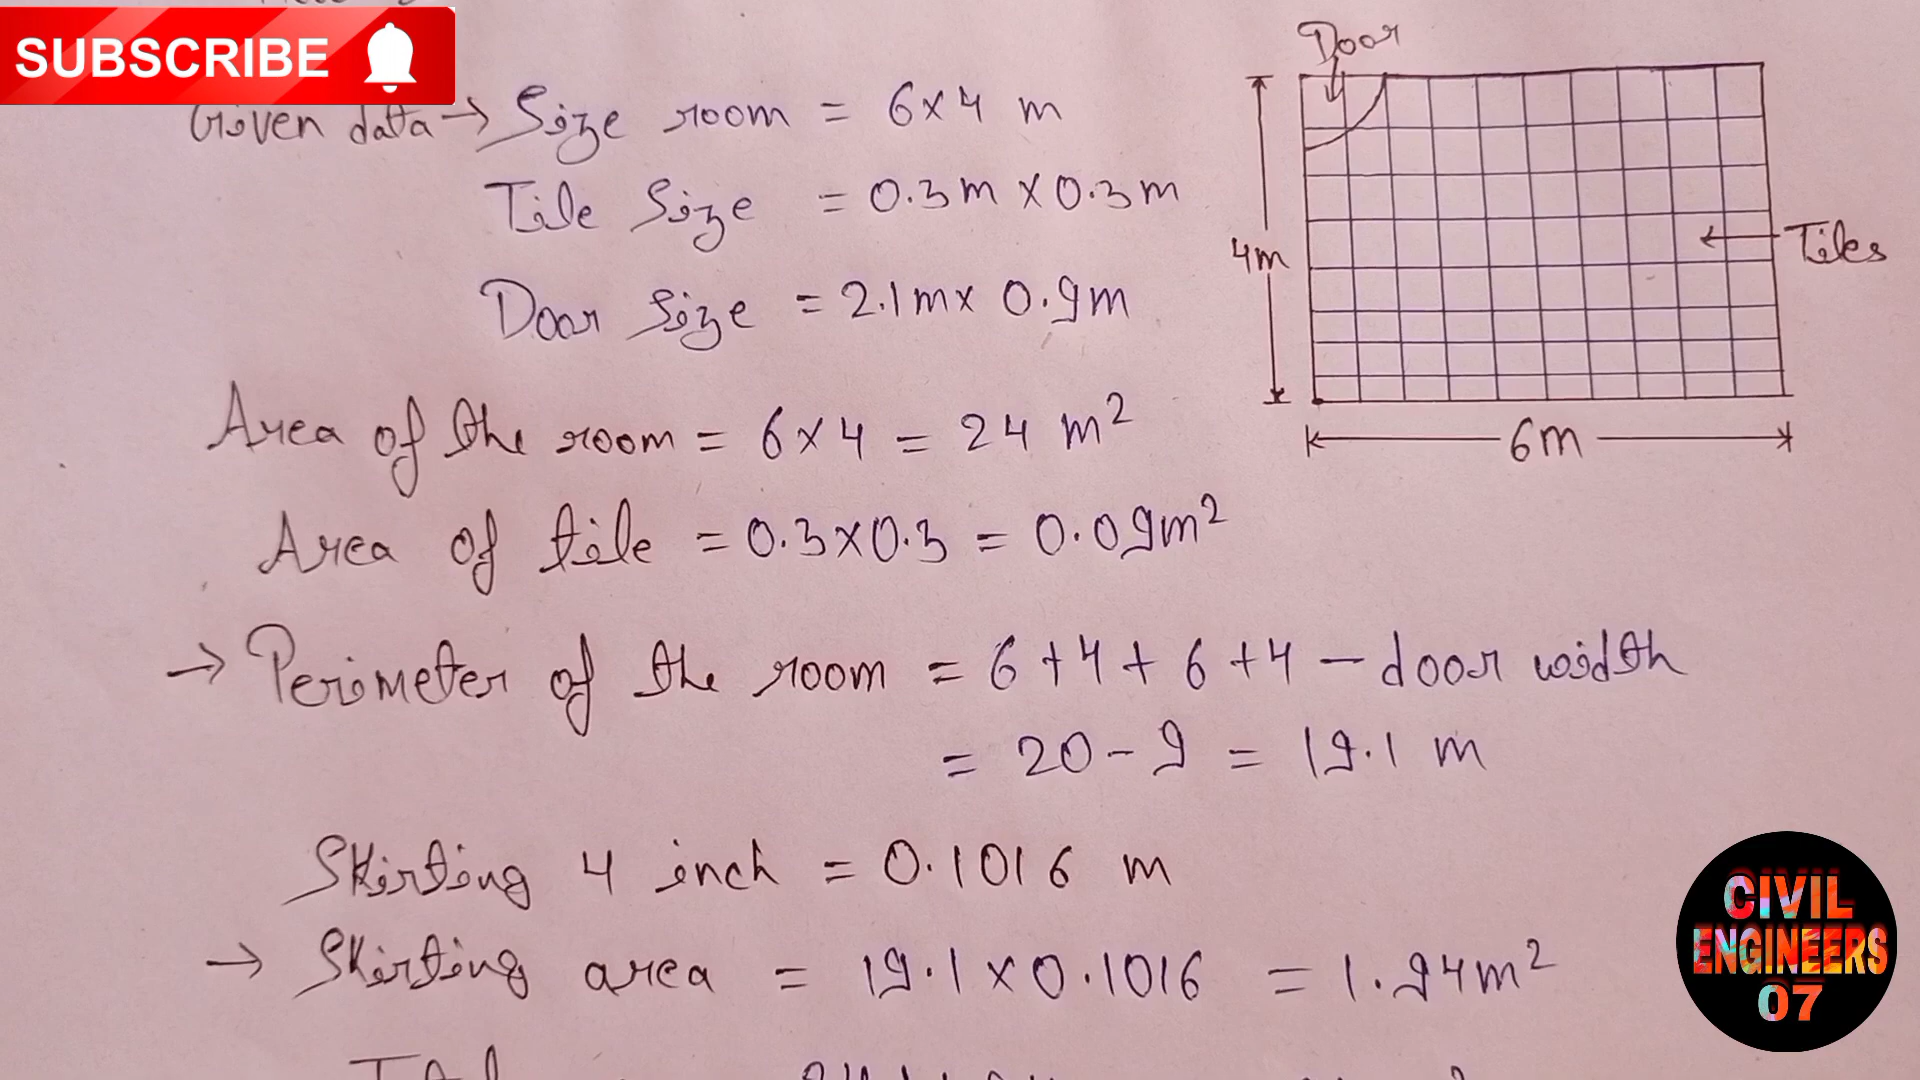 SUBSCRIBE
Door
Given data → Size room = 6×4 m
Tile Size = 0.3m × 0.3m
Door Size = 2.1m× 0.9m
4m
Tiles
6m
Area of the room = 6×4 = 24 m²
Area of tile = 0.3×0.3 = 0.09m²
→ Perimeter of the room = 6+4+6+4-door width
= 20-9 = 19.1 m
Skirting 4 inch = 0.1016 m
→ Skirting area = 19.1×0.1016 = 1.94m²
CIVIL
ENGINEERS
07